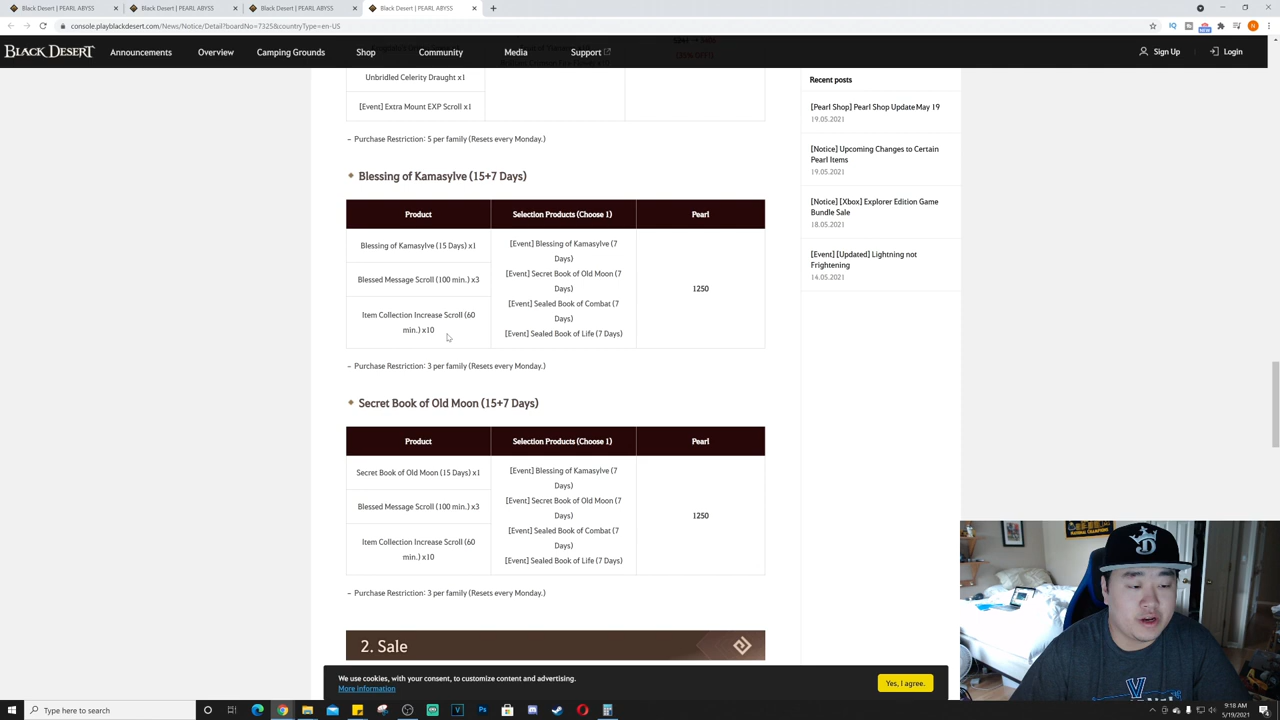 Black Desert | PEARL ABYSS
Black Desert | PEARL ABYSS
Black Desert | PEARL ABYSS
Black Desert | PEARL ABYSS
console.playblackdesert.com/News/Notice/Detail?boardNo=7325&countryType=en-US
BLACK DESERT
Announcements
Overview
Camping Grounds
Shop
Community
Media
Support
Sign Up
Login
Unbridled Celerity Draught x1
[Event] Extra Mount EXP Scroll x1
- Purchase Restriction: 5 per family (Resets every Monday.)
Blessing of Kamasylve (15+7 Days)
Product
Selection Products (Choose 1)
Pearl
Blessing of Kamasylve (15 Days) x1
Blessed Message Scroll (100 min.) x3
Item Collection Increase Scroll (60
min.) x10
[Event] Blessing of Kamasylve (7
Days)
[Event] Secret Book of Old Moon (7
Days)
[Event] Sealed Book of Combat (7
Days)
[Event] Sealed Book of Life (7 Days)
1250
- Purchase Restriction: 3 per family (Resets every Monday.)
Secret Book of Old Moon (15+7 Days)
Product
Selection Products (Choose 1)
Pearl
Secret Book of Old Moon (15 Days) x1
Blessed Message Scroll (100 min.) x3
Item Collection Increase Scroll (60
min.) x10
[Event] Blessing of Kamasylve (7
Days)
[Event] Secret Book of Old Moon (7
Days)
[Event] Sealed Book of Combat (7
Days)
[Event] Sealed Book of Life (7 Days)
1250
- Purchase Restriction: 3 per family (Resets every Monday.)
2. Sale
Recent posts
[Pearl Shop] Pearl Shop Update May 19
19.05.2021
[Notice] Upcoming Changes to Certain
Pearl Items
19.05.2021
[Notice] [Xbox] Explorer Edition Game
Bundle Sale
18.05.2021
[Event] [Updated] Lightning not
Frightening
14.05.2021
We use cookies, with your consent, to customize content and advertising.
More information
Yes, I agree.
Type here to search
9:18 AM
5/19/2021